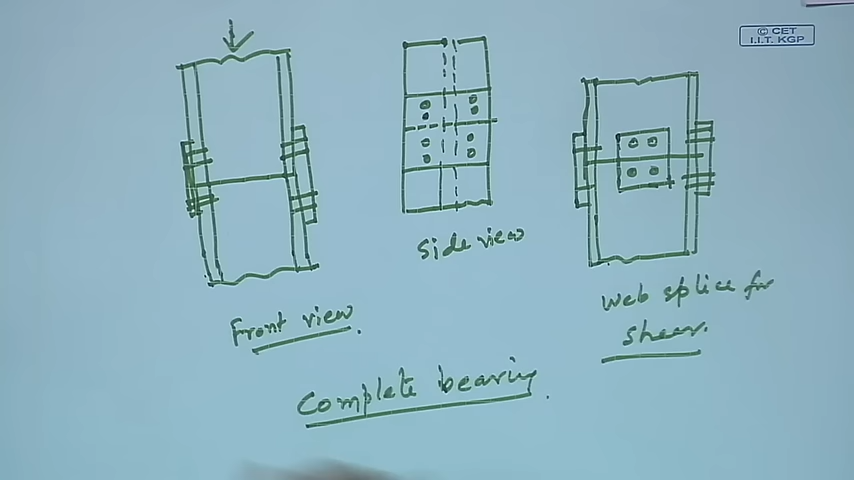 © CET
I.I.T. KGP
Side view
Web splice for
Shear.
Front view.
Complete bearing.